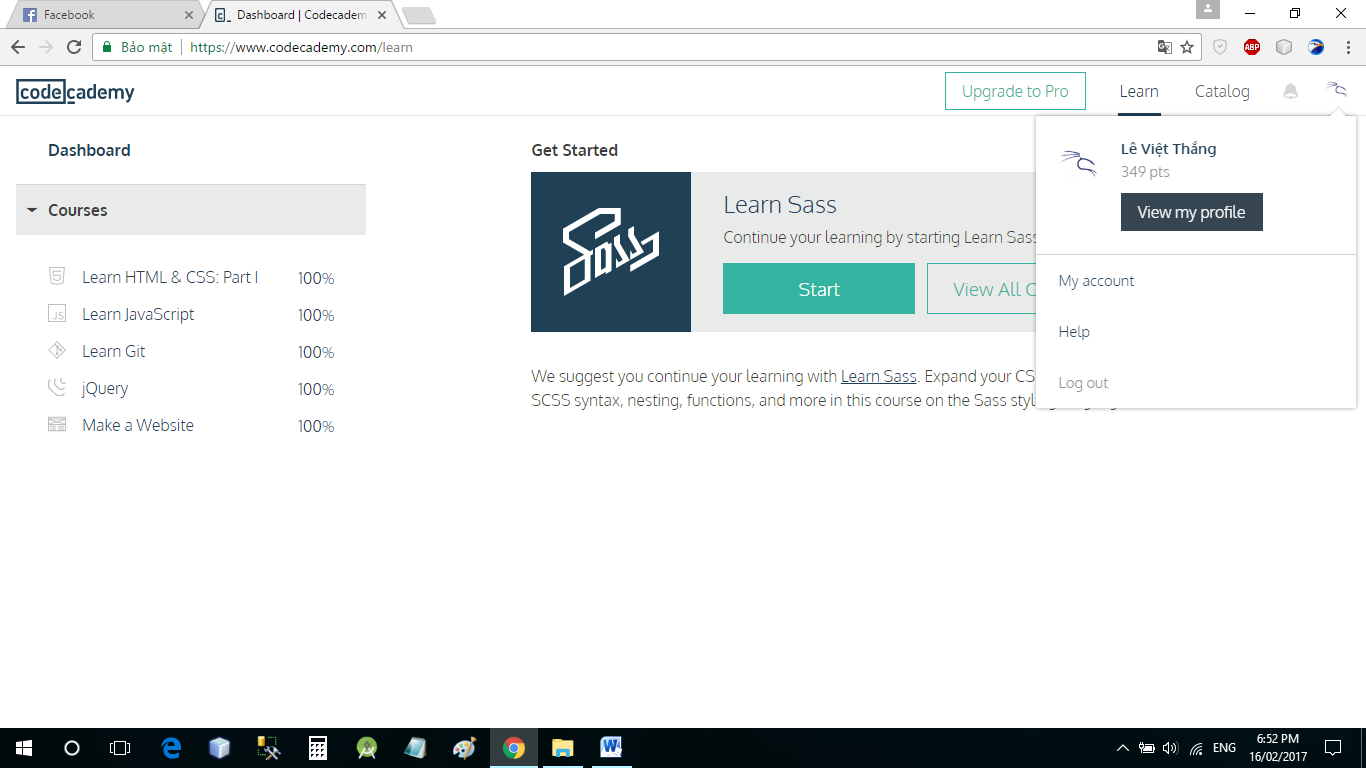 Facebook
c_ Dashboard | Codecadem
Bảo mật https://www.codecademy.com/learn
ABP
codecademy Upgrade to Pro Learn Catalog
Dashboard
Courses
Learn HTML & CSS: Part I 100%
JS Learn JavaScript 100%
Learn Git 100%
jQuery 100%
Make a Website 100%
Get Started
Sass
Learn Sass
Continue your learning by starting Learn Sass
Start View All
We suggest you continue your learning with Learn Sass. Expand your CS
SCSS syntax, nesting, functions, and more in this course on the Sass
Lê Việt Thắng
349 pts
View my profile
My account
Help
Log out
ENG
6:52 PM
16/02/2017